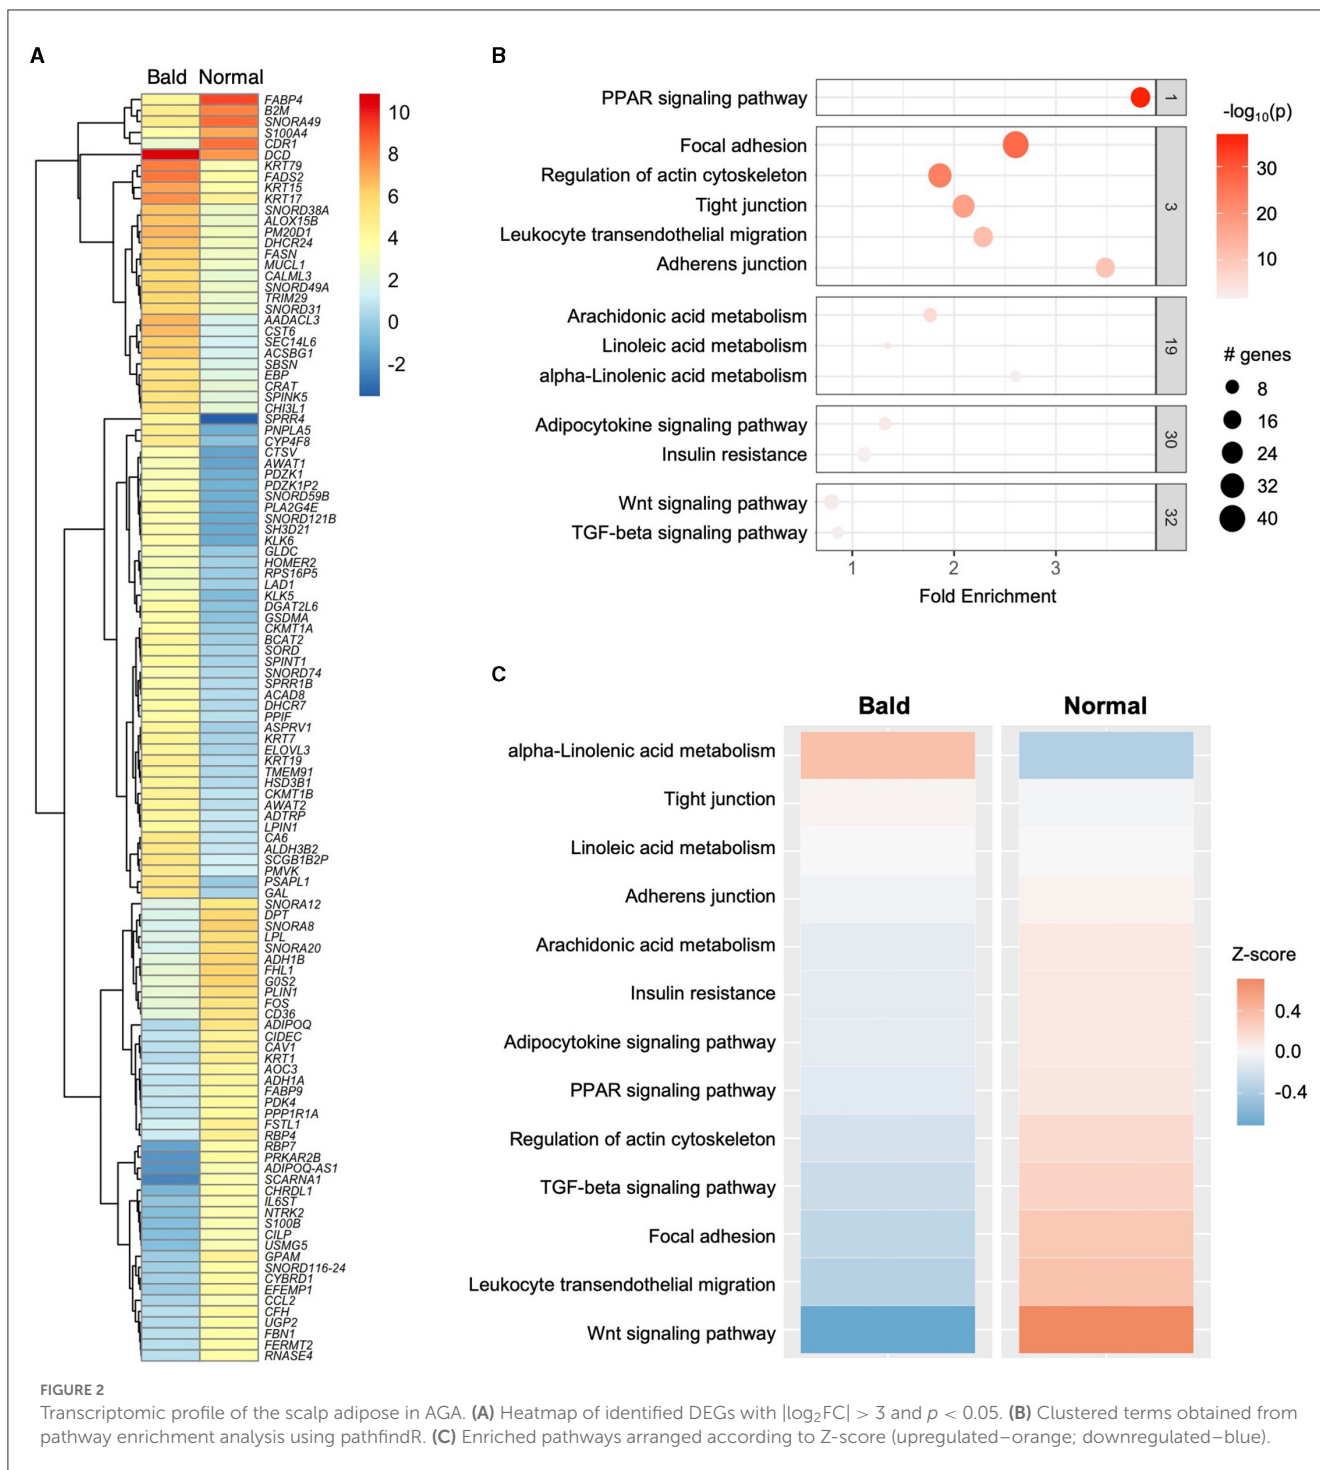 A
Bald Normal
FABP4
B2M
SNORA49
S100A4
CDR1
DCD
KRT79
FADS2
KRT15
KRT17
SNORD38A
ALOX15B
PM20D1
DHCR24
FASN
MUCL1
CALML3
SNORD49A
TRIM29
SNORD31
AADACL3
CST6
SEC14L6
ACSBG1
SBSN
EBP
CRAT
SPINK5
CHI3L1
SPRR4
PNPLA5
CYP4F8
CTSV
AWAT1
PDZK1
PDZK1P2
SNORD59B
PLA2G4E
SNORD121B
SH3D21
KLK6
GLDC
HOMER2
RPS16P5
LAD1
KLK5
DGAT2L6
GSDMA
CKMT1A
BCAT2
SORD
SPINT1
SNORD74
SPRR1B
ACAD8
DHCR7
PPIF
ASPRV1
KRT7
ELOVL3
KRT19
TMEM91
HSD3B1
CKMT1B
AWAT2
ADTRP
LPIN1
CA6
ALDH3B2
SCGB1B2P
PMVK
PSAPL1
GAL
SNORA12
DPT
SNORA8
LPL
SNORA20
ADH1B
FHL1
G0S2
PLIN1
FOS
CD36
ADIPOQ
CIDEC
CAV1
KRT1
AOC3
ADH1A
FABP9
PDK4
PPP1R1A
FSTL1
RBP4
RBP7
PRKAR2B
ADIPOQ-AS1
SCARNA1
CHRDL1
IL6ST
NTRK2
S100B
CILP
USMG5
GPAM
SNORD116-24
CYBRD1
EFEMP1
CCL2
CFH
UGP2
FBN1
FERMT2
RNASE4
10
8
6
4
2
0
-2
B
PPAR signaling pathway
1
Focal adhesion
Regulation of actin cytoskeleton
Tight junction
Leukocyte transendothelial migration
Adherens junction
3
Arachidonic acid metabolism
Linoleic acid metabolism
alpha-Linolenic acid metabolism
19
Adipocytokine signaling pathway
Insulin resistance
30
Wnt signaling pathway
TGF-beta signaling pathway
32
1 2 3
Fold Enrichment
-log10(p)
30
20
10
# genes
8
16
24
32
40
C
Bald Normal
alpha-Linolenic acid metabolism
Tight junction
Linoleic acid metabolism
Adherens junction
Arachidonic acid metabolism
Insulin resistance
Adipocytokine signaling pathway
PPAR signaling pathway
Regulation of actin cytoskeleton
TGF-beta signaling pathway
Focal adhesion
Leukocyte transendothelial migration
Wnt signaling pathway
Z-score
0.4
0.0
-0.4
FIGURE 2
Transcriptomic profile of the scalp adipose in AGA. (A) Heatmap of identified DEGs with |log2FC| > 3 and p < 0.05. (B) Clustered terms obtained from
pathway enrichment analysis using pathfindR. (C) Enriched pathways arranged according to Z-score (upregulated–orange; downregulated–blue).